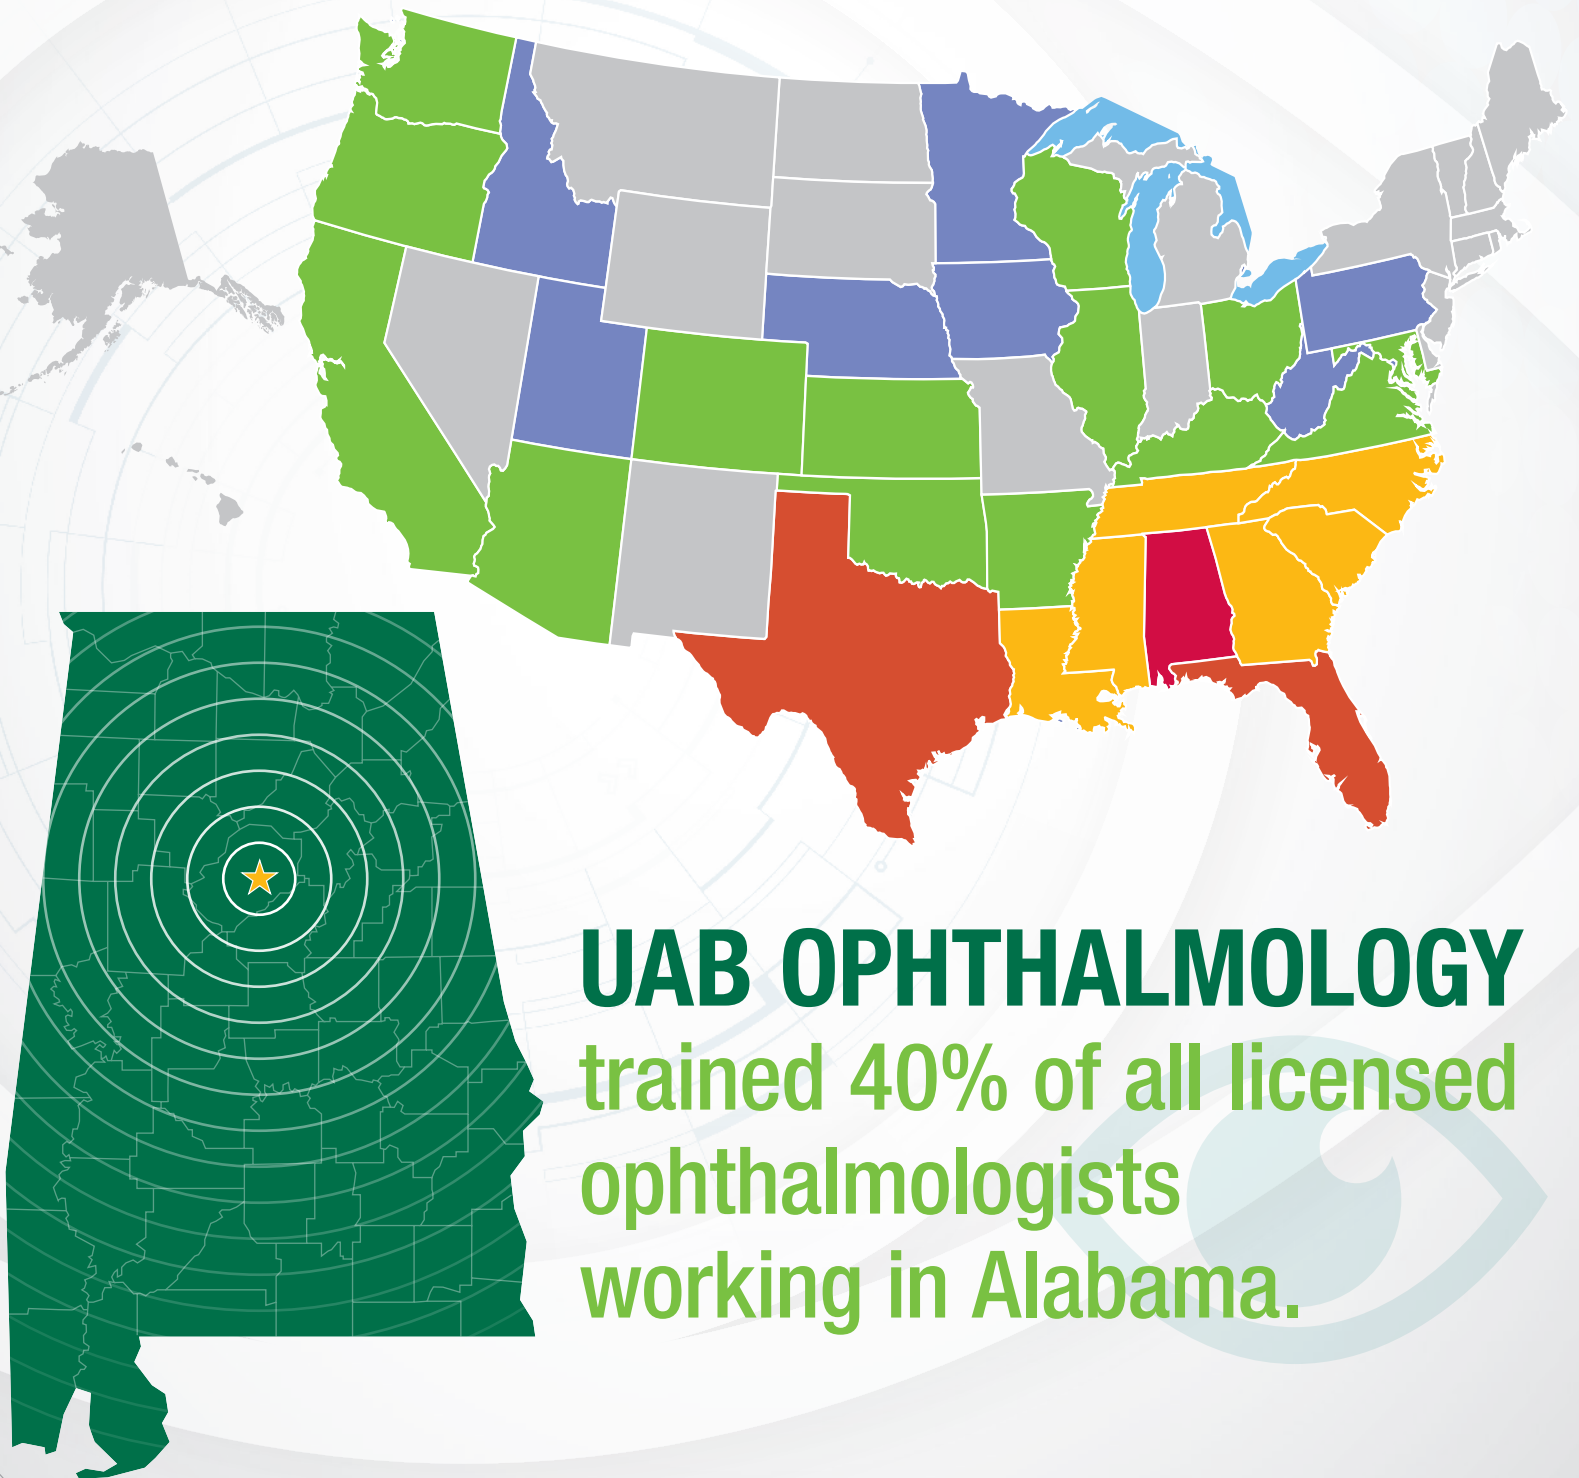 UAB OPHTHALMOLOGY
trained 40% of all licensed
ophthalmologists
working in Alabama.